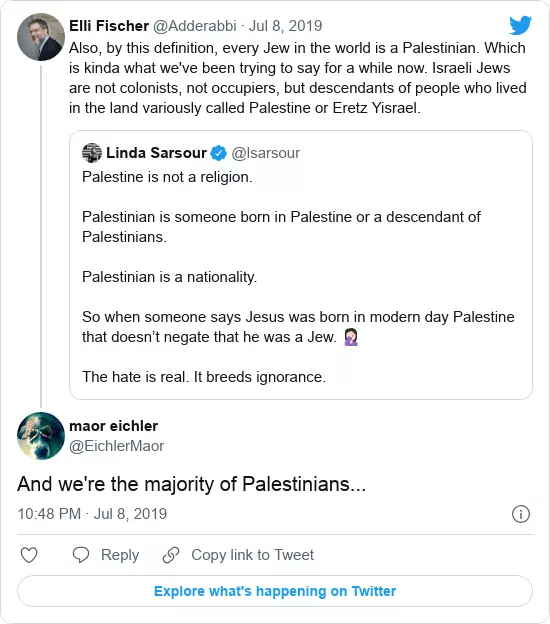 Elli Fischer @Adderabbi · Jul 8, 2019
Also, by this definition, every Jew in the world is a Palestinian. Which
is kinda what we've been trying to say for a while now. Israeli Jews
are not colonists, not occupiers, but descendants of people who lived
in the land variously called Palestine or Eretz Yisrael.
Linda Sarsour @lsarsour
Palestine is not a religion.
Palestinian is someone born in Palestine or a descendant of
Palestinians.
Palestinian is a nationality.
So when someone says Jesus was born in modern day Palestine
that doesn’t negate that he was a Jew. 🤦🏻‍♀️
The hate is real. It breeds ignorance.
maor eichler
@EichlerMaor
And we're the majority of Palestinians...
10:48 PM · Jul 8, 2019
Reply Copy link to Tweet
Explore what's happening on Twitter